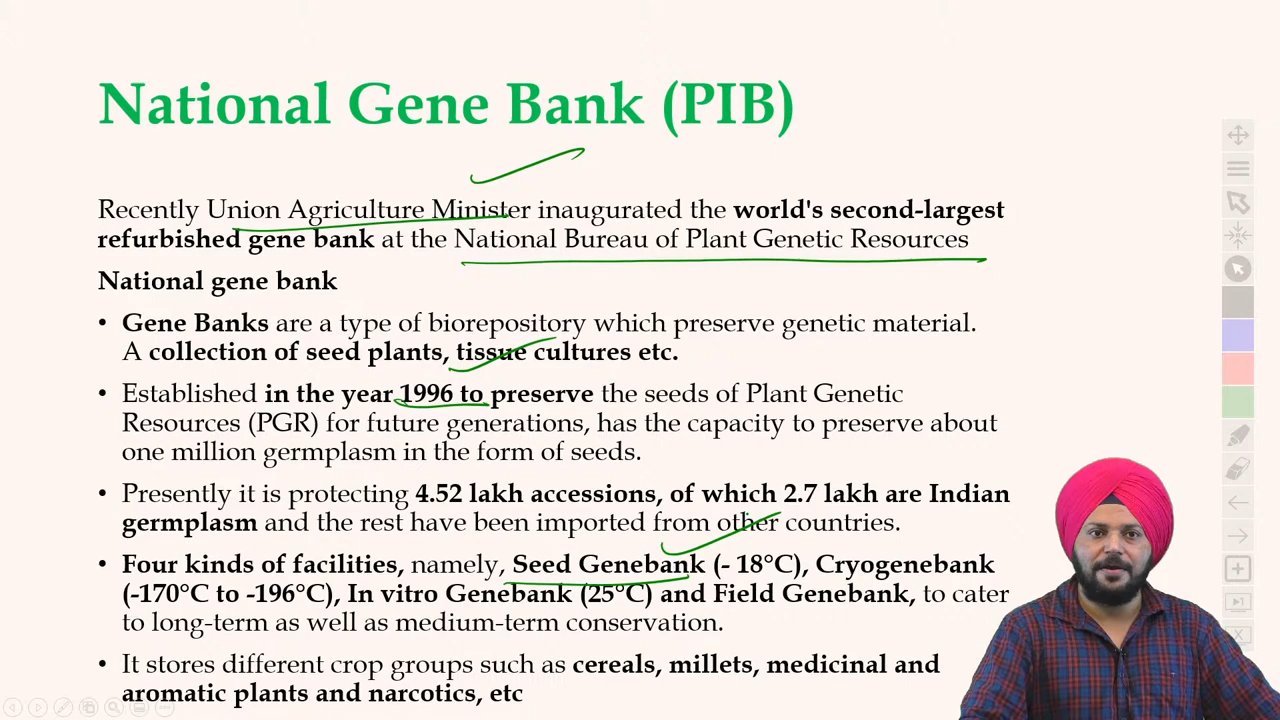 National Gene Bank (PIB)
Recently Union Agriculture Minister inaugurated the world's second-largest
refurbished gene bank at the National Bureau of Plant Genetic Resources
National gene bank
• Gene Banks are a type of biorepository which preserve genetic material.
A collection of seed plants, tissue cultures etc.
• Established in the year 1996 to preserve the seeds of Plant Genetic
Resources (PGR) for future generations, has the capacity to preserve about
one million germplasm in the form of seeds.
• Presently it is protecting 4.52 lakh accessions, of which 2.7 lakh are Indian
germplasm and the rest have been imported from other countries.
• Four kinds of facilities, namely, Seed Genebank (- 18°C), Cryogenebank
(-170°C to -196°C), In vitro Genebank (25°C) and Field Genebank, to cater
to long-term as well as medium-term conservation.
• It stores different crop groups such as cereals, millets, medicinal and
aromatic plants and narcotics, etc